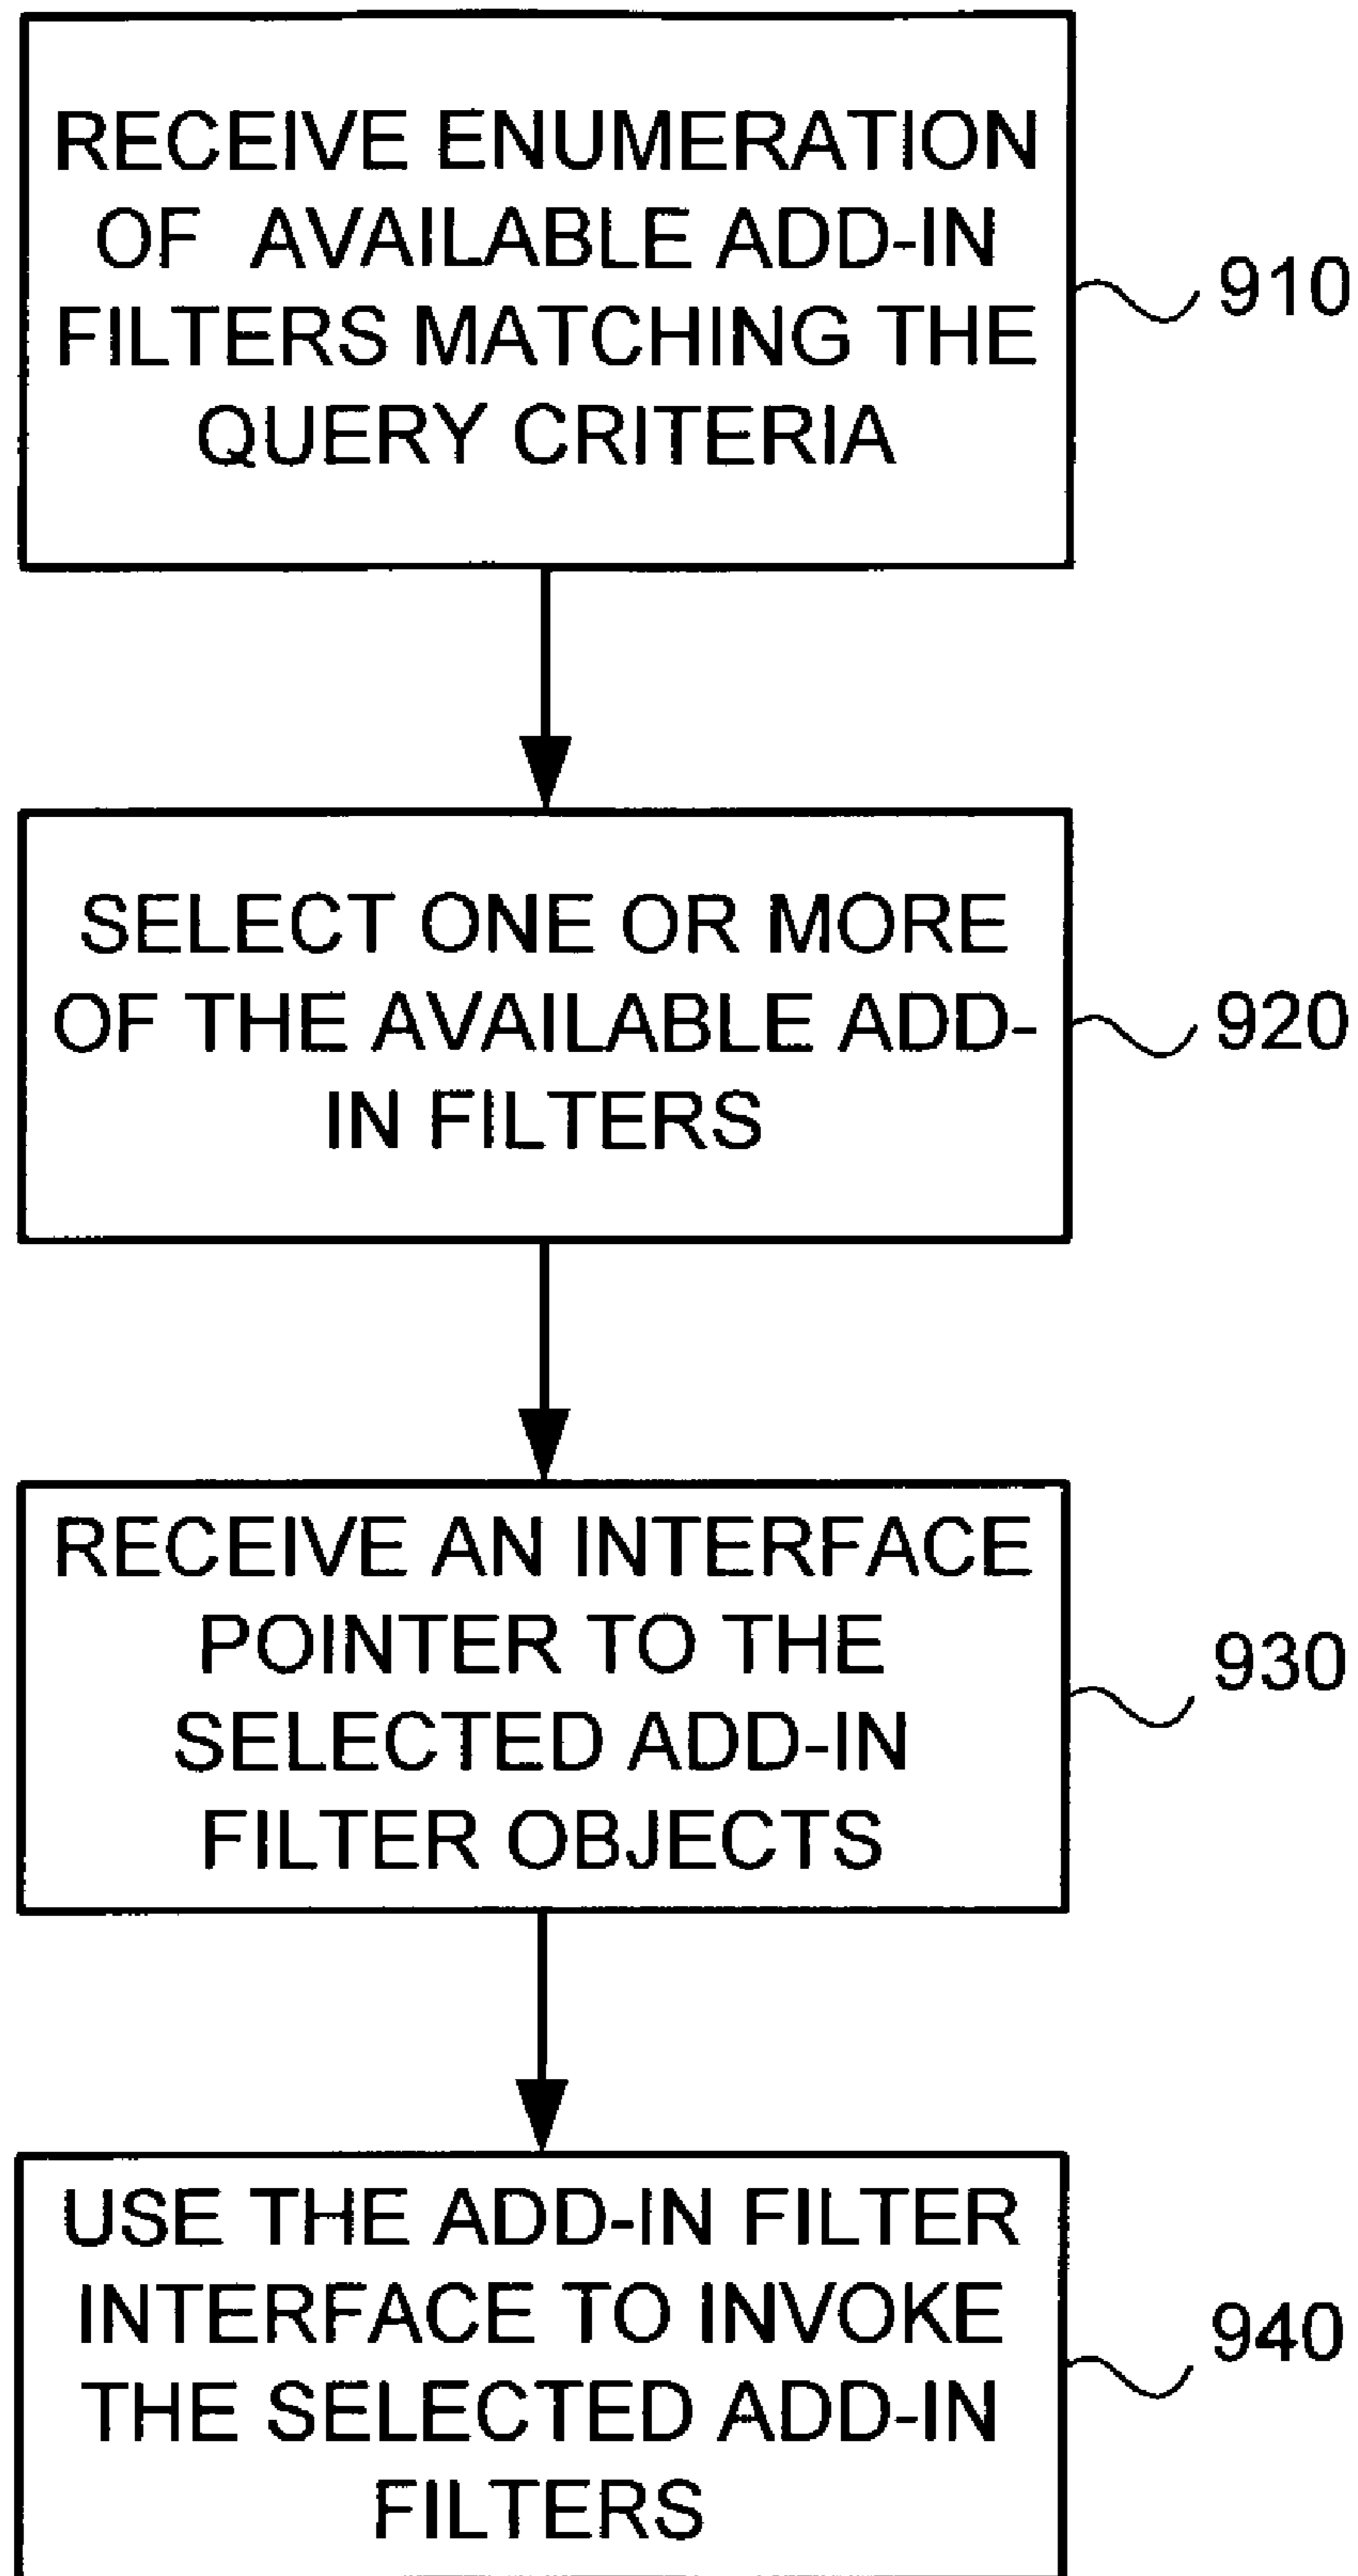 RECEIVE ENUMERATION
OF AVAILABLE ADD-IN
FILTERS MATCHING THE
QUERY CRITERIA
910
SELECT ONE OR MORE
OF THE AVAILABLE ADD-
IN FILTERS
920
RECEIVE AN INTERFACE
POINTER TO THE
SELECTED ADD-IN
FILTER OBJECTS
930
USE THE ADD-IN FILTER
INTERFACE TO INVOKE
THE SELECTED ADD-IN
FILTERS
940